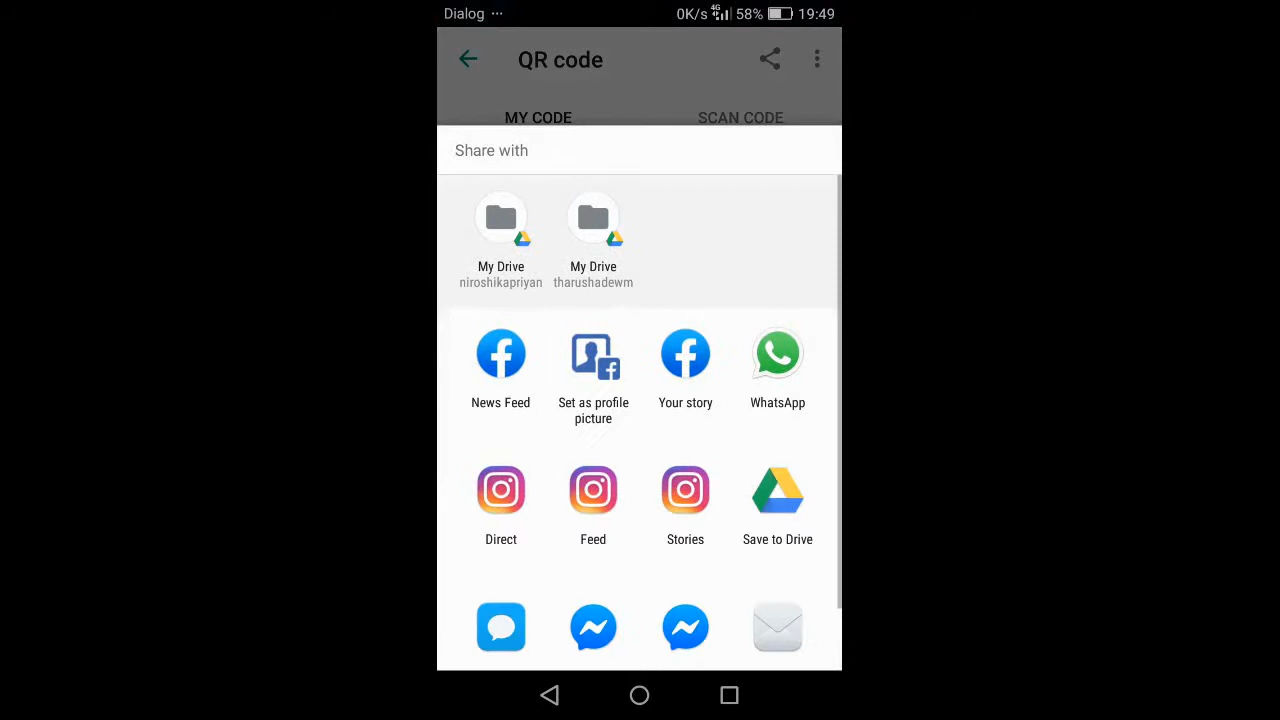 Dialog ...
0K/s 4G 58% 19:49
QR code
MY CODE SCAN CODE
Share with
My Drive My Drive
niroshikapriyan tharushadewm
News Feed Set as profile picture Your story WhatsApp
Direct Feed Stories Save to Drive